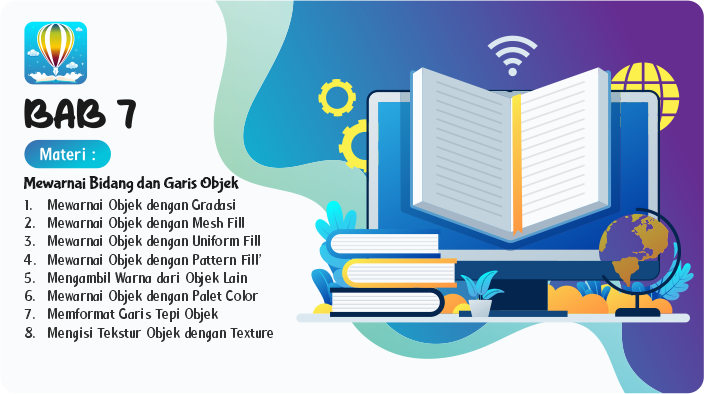 BAB 7
Materi :
Mewarnai Bidang dan Garis Objek
1. Mewarnai Objek dengan Gradasi
2. Mewarnai Objek dengan Mesh Fill
3. Mewarnai Objek dengan Uniform Fill
4. Mewarnai Objek dengan Pattern Fill’
5. Mengambil Warna dari Objek Lain
6. Mewarnai Objek dengan Palet Color
7. Memformat Garis Tepi Objek
8. Mengisi Tekstur Objek dengan Texture